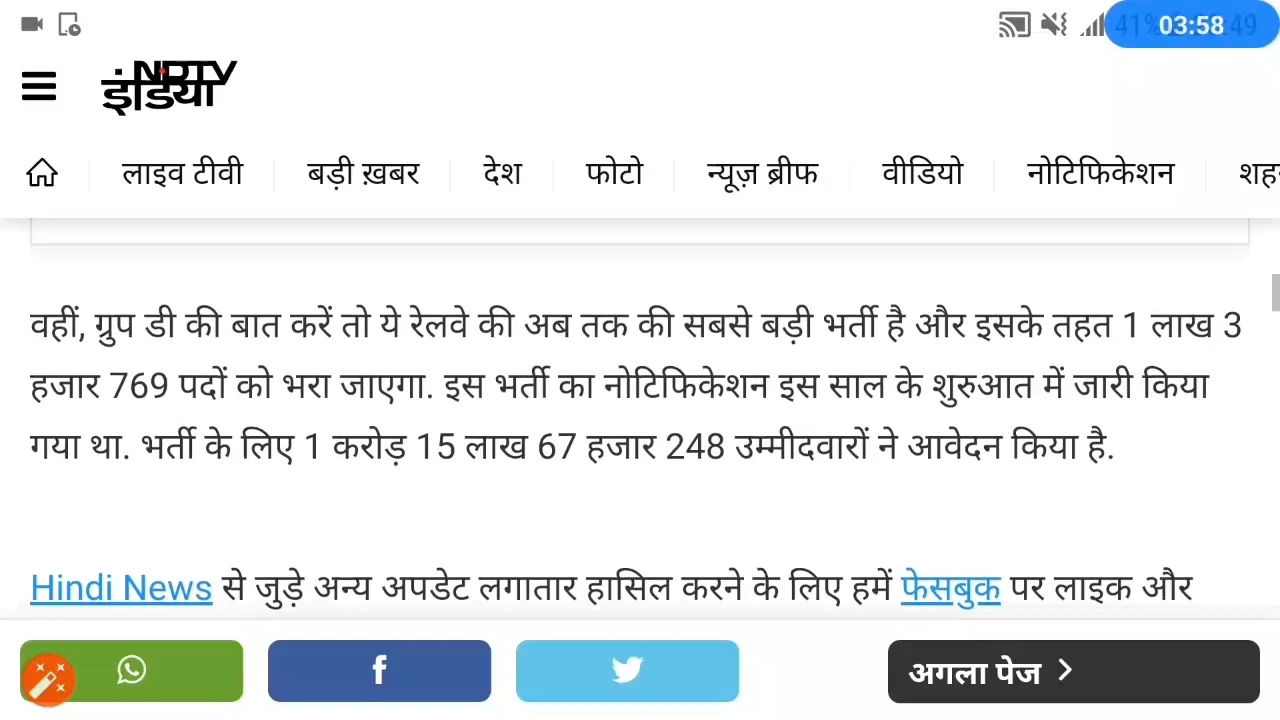 41%
03:58
49
NDTV
इंडिया
लाइव टीवी बड़ी ख़बर देश फोटो न्यूज़ ब्रीफ वीडियो नोटिफिकेशन
वहीं, ग्रुप डी की बात करें तो ये रेलवे की अब तक की सबसे बड़ी भर्ती है और इसके तहत 1 लाख 3
हजार 769 पदों को भरा जाएगा. इस भर्ती का नोटिफिकेशन इस साल के शुरुआत में जारी किया
गया था. भर्ती के लिए 1 करोड़ 15 लाख 67 हजार 248 उम्मीदवारों ने आवेदन किया है.
Hindi News से जुड़े अन्य अपडेट लगातार हासिल करने के लिए हमें फेसबुक पर लाइक और
अगला पेज